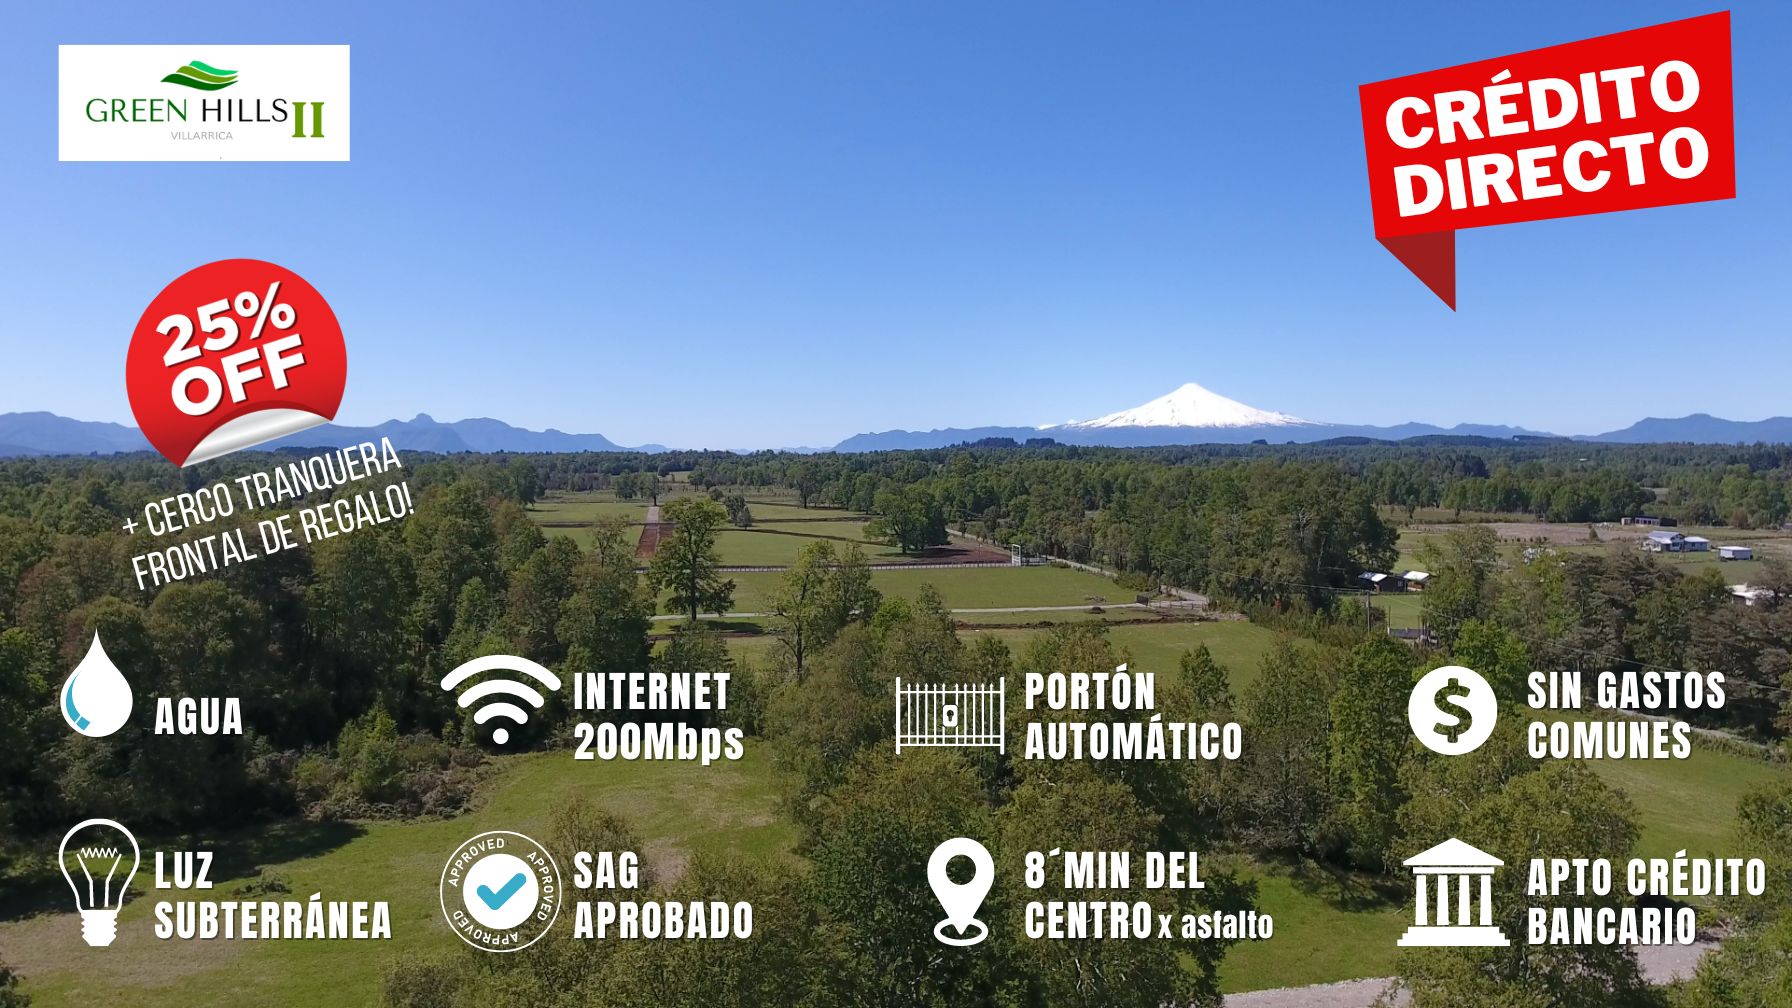 GREEN HILLS II
VILLARRICA
CRÉDITO
DIRECTO
25%
OFF
+ CERCO TRANQUERA
FRONTAL DE REGALO!
AGUA
INTERNET
200Mbps
PORTÓN
AUTOMÁTICO
SIN GASTOS
COMUNES
LUZ
SUBTERRÁNEA
APPROVED
APPROVED
APPROVED
APPROVED
SAG
APROBADO
8´MIN DEL
CENTRO x asfalto
APTO CRÉDITO
BANCARIO